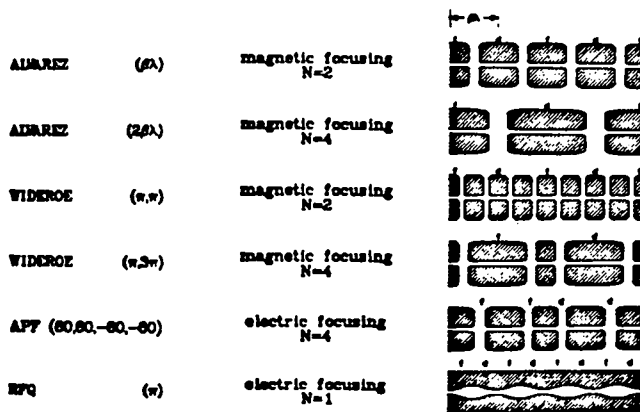 βλ
ALVAREZ (βλ) magnetic focusing
N=2
ALVAREZ (2βλ) magnetic focusing
N=4
WIDEROE (π,π) magnetic focusing
N=2
WIDEROE (π,3π) magnetic focusing
N=4
APF (60,60,-60,-60) electric focusing
N=4
RFQ (π) electric focusing
N=1